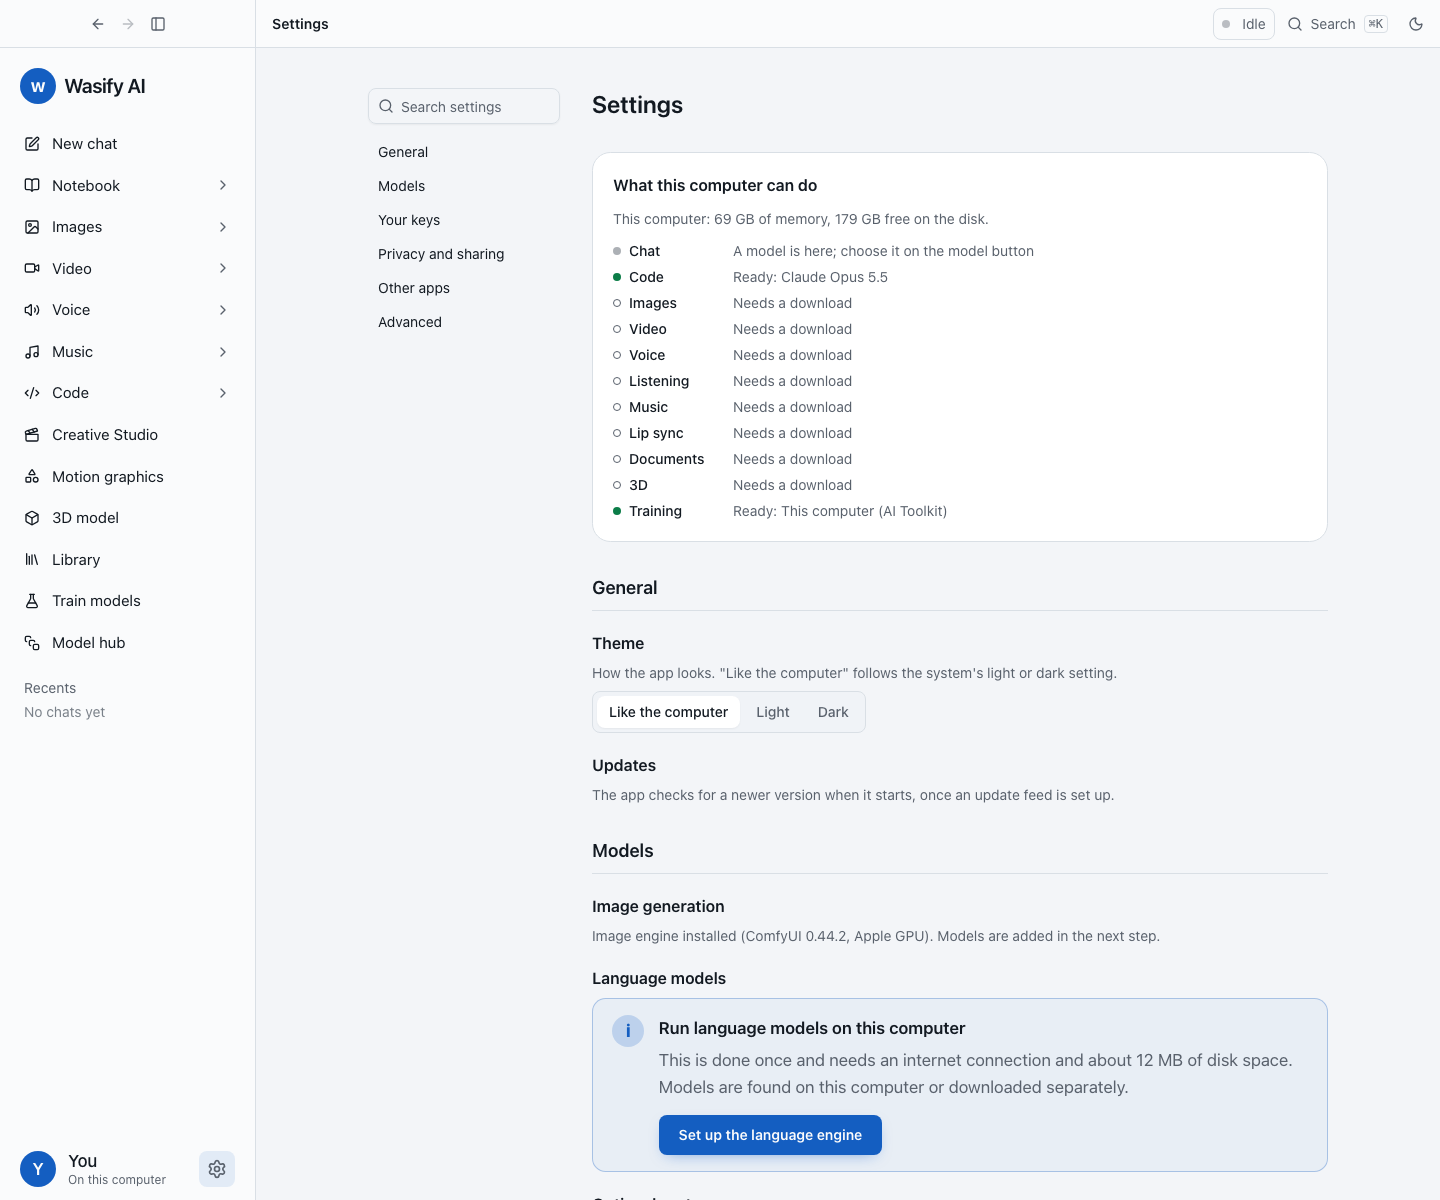 Settings
Idle
Search ⌘K
W
Wasify AI
New chat
Notebook
Images
Video
Voice
Music
Code
Creative Studio
Motion graphics
3D model
Library
Train models
Model hub
Recents
No chats yet
Y
You
On this computer
Search settings
General
Models
Your keys
Privacy and sharing
Other apps
Advanced
Settings
What this computer can do
This computer: 69 GB of memory, 179 GB free on the disk.
Chat A model is here; choose it on the model button
Code Ready: Claude Opus 5.5
Images Needs a download
Video Needs a download
Voice Needs a download
Listening Needs a download
Music Needs a download
Lip sync Needs a download
Documents Needs a download
3D Needs a download
Training Ready: This computer (AI Toolkit)
General
Theme
How the app looks. "Like the computer" follows the system's light or dark setting.
Like the computer Light Dark
Updates
The app checks for a newer version when it starts, once an update feed is set up.
Models
Image generation
Image engine installed (ComfyUI 0.44.2, Apple GPU). Models are added in the next step.
Language models
i
Run language models on this computer
This is done once and needs an internet connection and about 12 MB of disk space.
Models are found on this computer or downloaded separately.
Set up the language engine